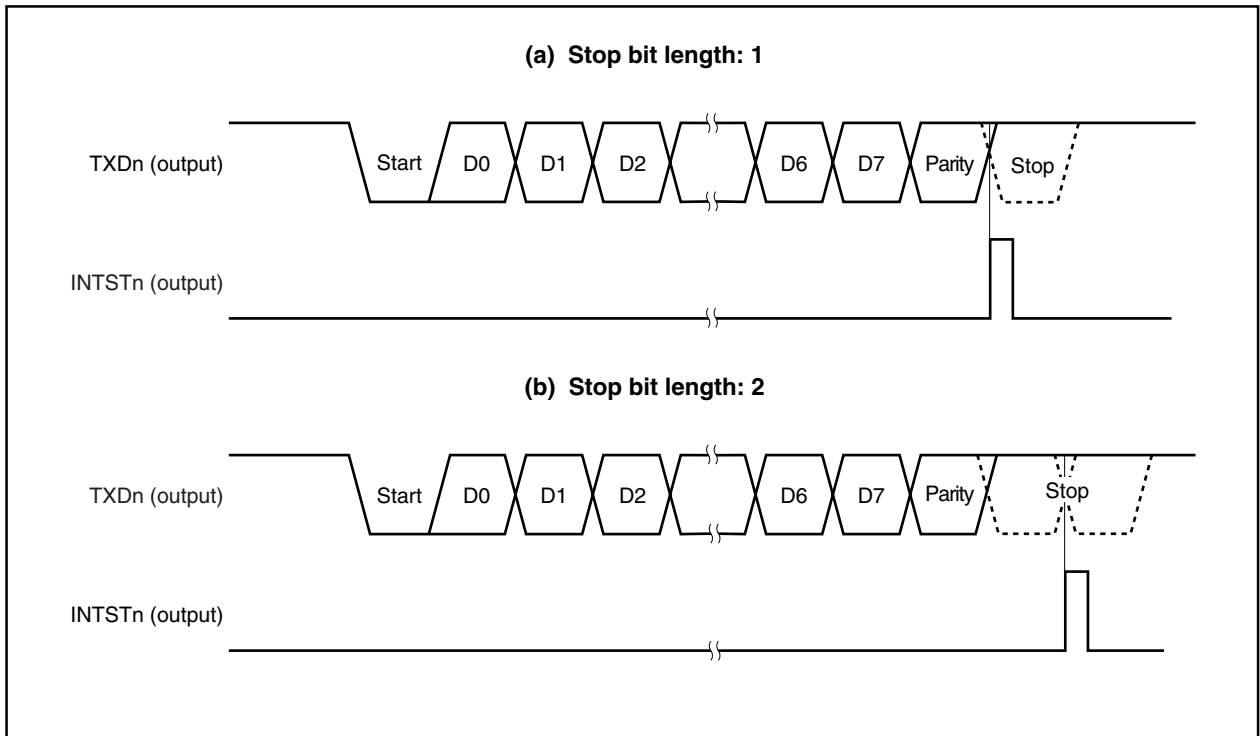 (a) Stop bit length: 1
TXDn (output)
Start D0 D1 D2 D6 D7 Parity Stop
INTSTn (output)
(b) Stop bit length: 2
TXDn (output)
Start D0 D1 D2 D6 D7 Parity Stop
INTSTn (output)